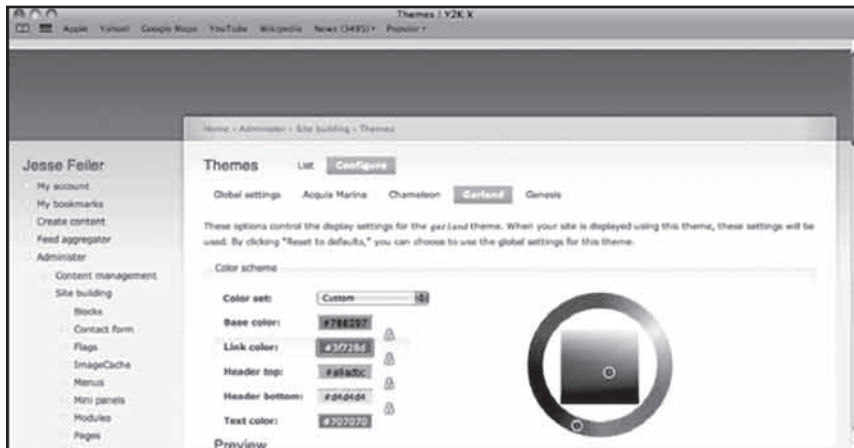 Themes | Y2K X
Apple Yahoo! Google Maps YouTube Wikipedia News (3495) Popular
Home › Administer › Site building › Themes
Jesse Feiler
My account
My bookmarks
Create content
Feed aggregator
Administer
Content management
Site building
Blocks
Contact form
Flags
ImageCache
Menus
Mini panels
Modules
Pages
Themes List Configure
Global settings Acquia Marina Chameleon Garland Genesis
These options control the display settings for the garland theme. When your site is displayed using this theme, these settings will be
used. By clicking "Reset to defaults," you can choose to use the global settings for this theme.
Color scheme
Color set: Custom
Base color:
Link color: #3f728d
Header top: #a9adbc
Header bottom: #d4d4d4
Text color: #707070
Preview